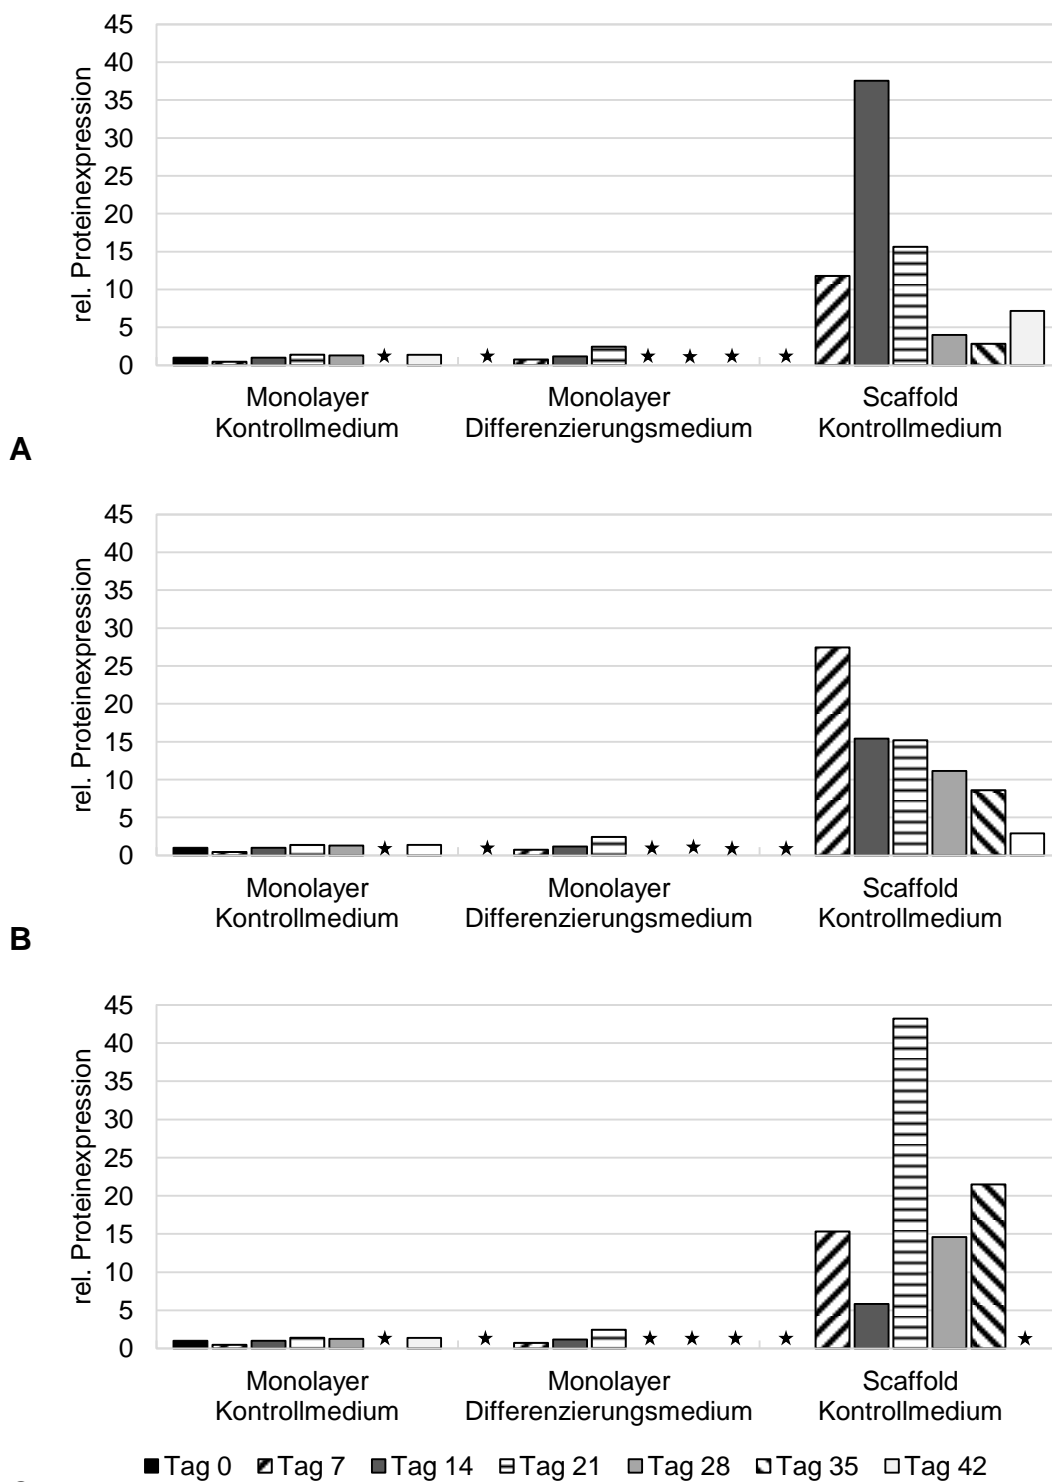 45
40
35
30
25
20
15
10
5
0
rel. Proteinexpression
Monolayer
Kontrollmedium
Monolayer
Differenzierungsmedium
Scaffold
Kontrollmedium
A
45
40
35
30
25
20
15
10
5
0
rel. Proteinexpression
Monolayer
Kontrollmedium
Monolayer
Differenzierungsmedium
Scaffold
Kontrollmedium
B
45
40
35
30
25
20
15
10
5
0
rel. Proteinexpression
Monolayer
Kontrollmedium
Monolayer
Differenzierungsmedium
Scaffold
Kontrollmedium
Tag 0 Tag 7 Tag 14 Tag 21 Tag 28 Tag 35 Tag 42